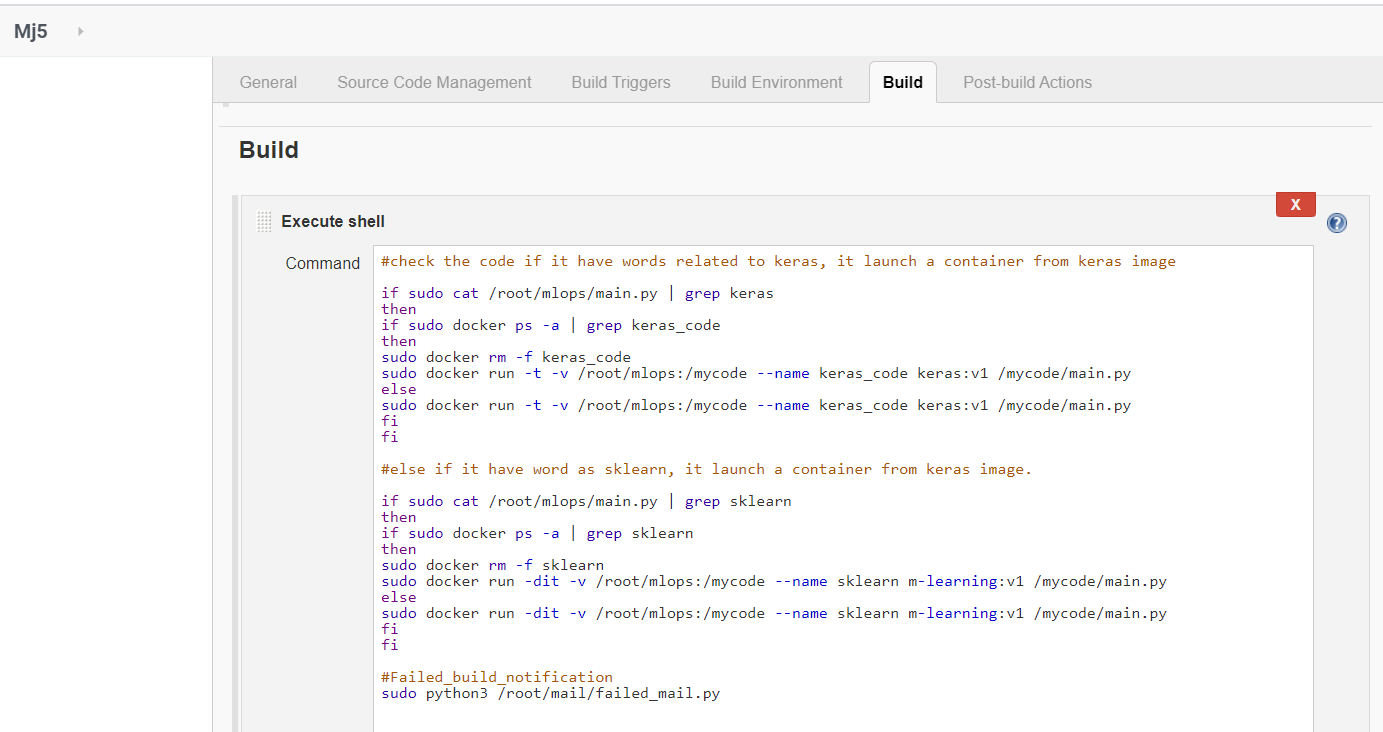 Mj5
General Source Code Management Build Triggers Build Environment Build Post-build Actions
Build
X
?
Execute shell
Command
#check the code if it have words related to keras, it launch a container from keras image
if sudo cat /root/mlops/main.py | grep keras
then
if sudo docker ps -a | grep keras_code
then
sudo docker rm -f keras_code
sudo docker run -t -v /root/mlops:/mycode --name keras_code keras:v1 /mycode/main.py
else
sudo docker run -t -v /root/mlops:/mycode --name keras_code keras:v1 /mycode/main.py
fi
fi
#else if it have word as sklearn, it launch a container from keras image.
if sudo cat /root/mlops/main.py | grep sklearn
then
if sudo docker ps -a | grep sklearn
then
sudo docker rm -f sklearn
sudo docker run -dit -v /root/mlops:/mycode --name sklearn m-learning:v1 /mycode/main.py
else
sudo docker run -dit -v /root/mlops:/mycode --name sklearn m-learning:v1 /mycode/main.py
fi
fi
#Failed_build_notification
sudo python3 /root/mail/failed_mail.py